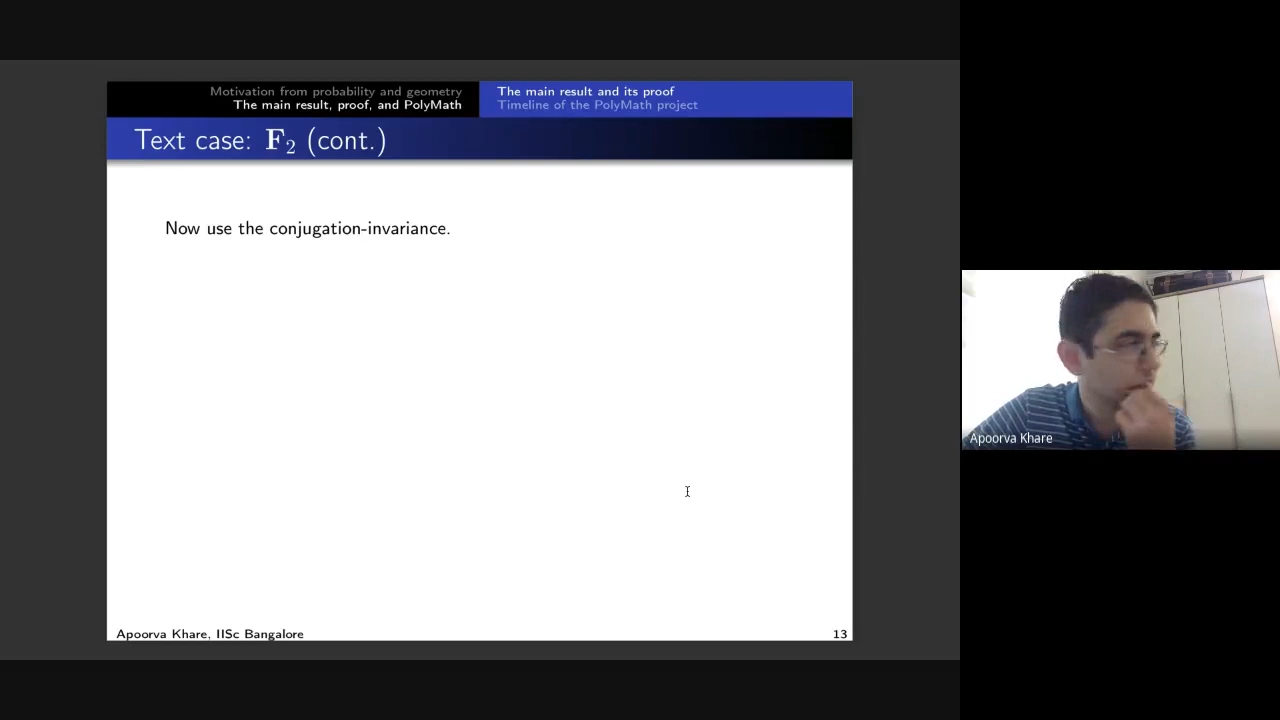 Motivation from probability and geometry
The main result, proof, and PolyMath
The main result and its proof
Timeline of the PolyMath project
Text case: F₂ (cont.)
Now use the conjugation-invariance.
Apoorva Khare
Apoorva Khare, IISc Bangalore
13